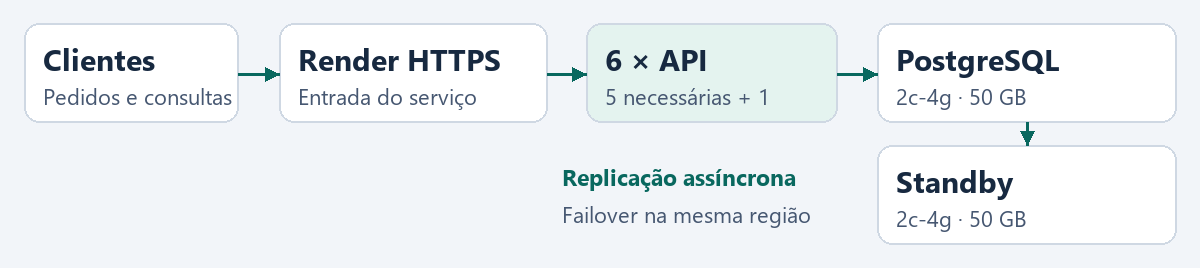 Clientes
Pedidos e consultas
Render HTTPS
Entrada do serviço
6 × API
5 necessárias + 1
PostgreSQL
2c-4g · 50 GB
Replicação assíncrona
Failover na mesma região
Standby
2c-4g · 50 GB